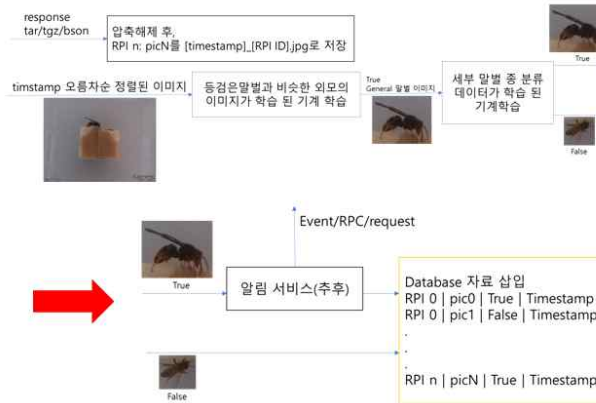 response
tar/tgz/bson
압축해제 후,
RPI n: picN를 [timestamp]_[RPI ID].jpg로 저장
True
timstamp 오름차순 정렬된 이미지
등검은말벌과 비슷한 외모의
이미지가 학습 된 기계 학습
True
General 말벌 이미지
세부 말벌 종 분류
데이터가 학습 된
기계학습
False
Event/RPC/request
True
알림 서비스(추후)
Database 자료 삽입
RPI 0 | pic0 | True | Timestamp
RPI 0 | pic1 | False | Timestamp
.
.
.
RPI n | picN | True | Timestamp
False